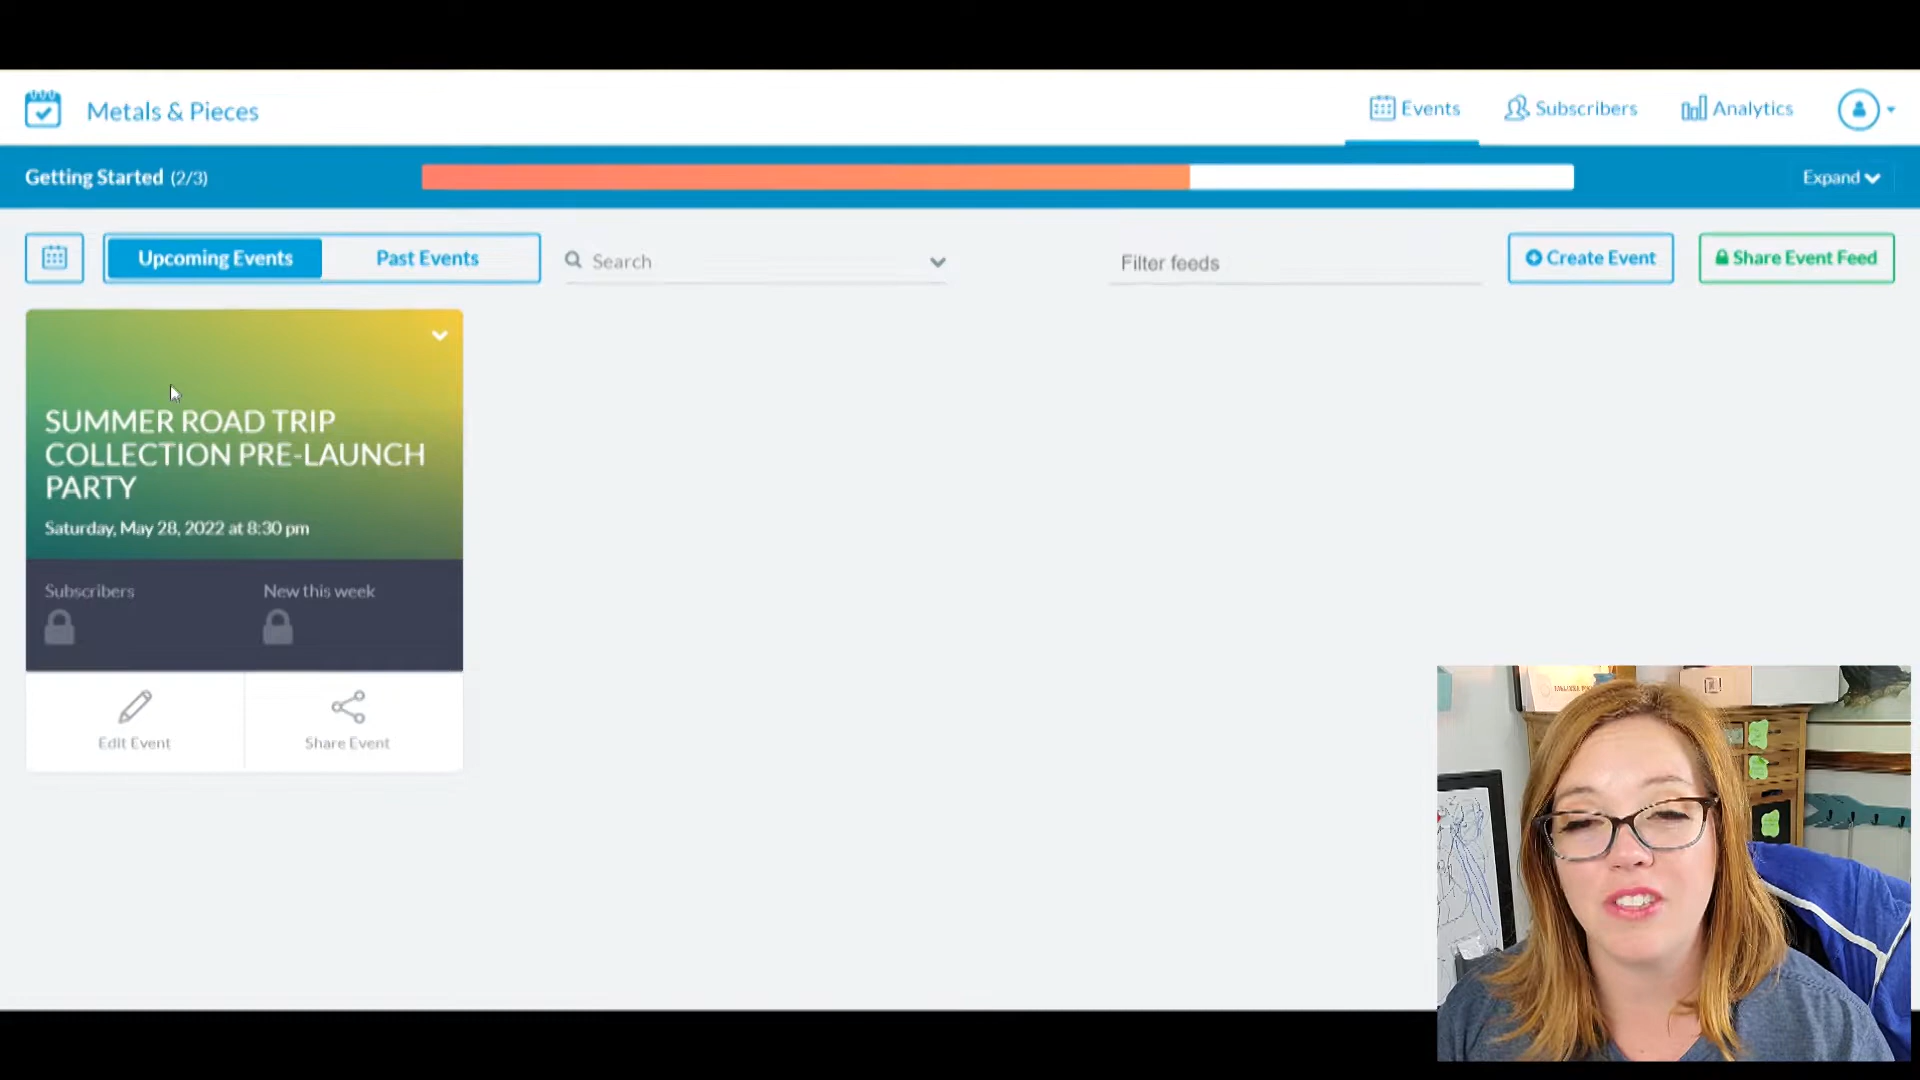 Metals & Pieces
Events
Subscribers
Analytics
Getting Started (2/3)
Expand
Upcoming Events
Past Events
Search
Filter feeds
Create Event
Share Event Feed
SUMMER ROAD TRIP
COLLECTION PRE-LAUNCH
PARTY
Saturday, May 28, 2022 at 8:30 pm
Subscribers
New this week
Edit Event
Share Event